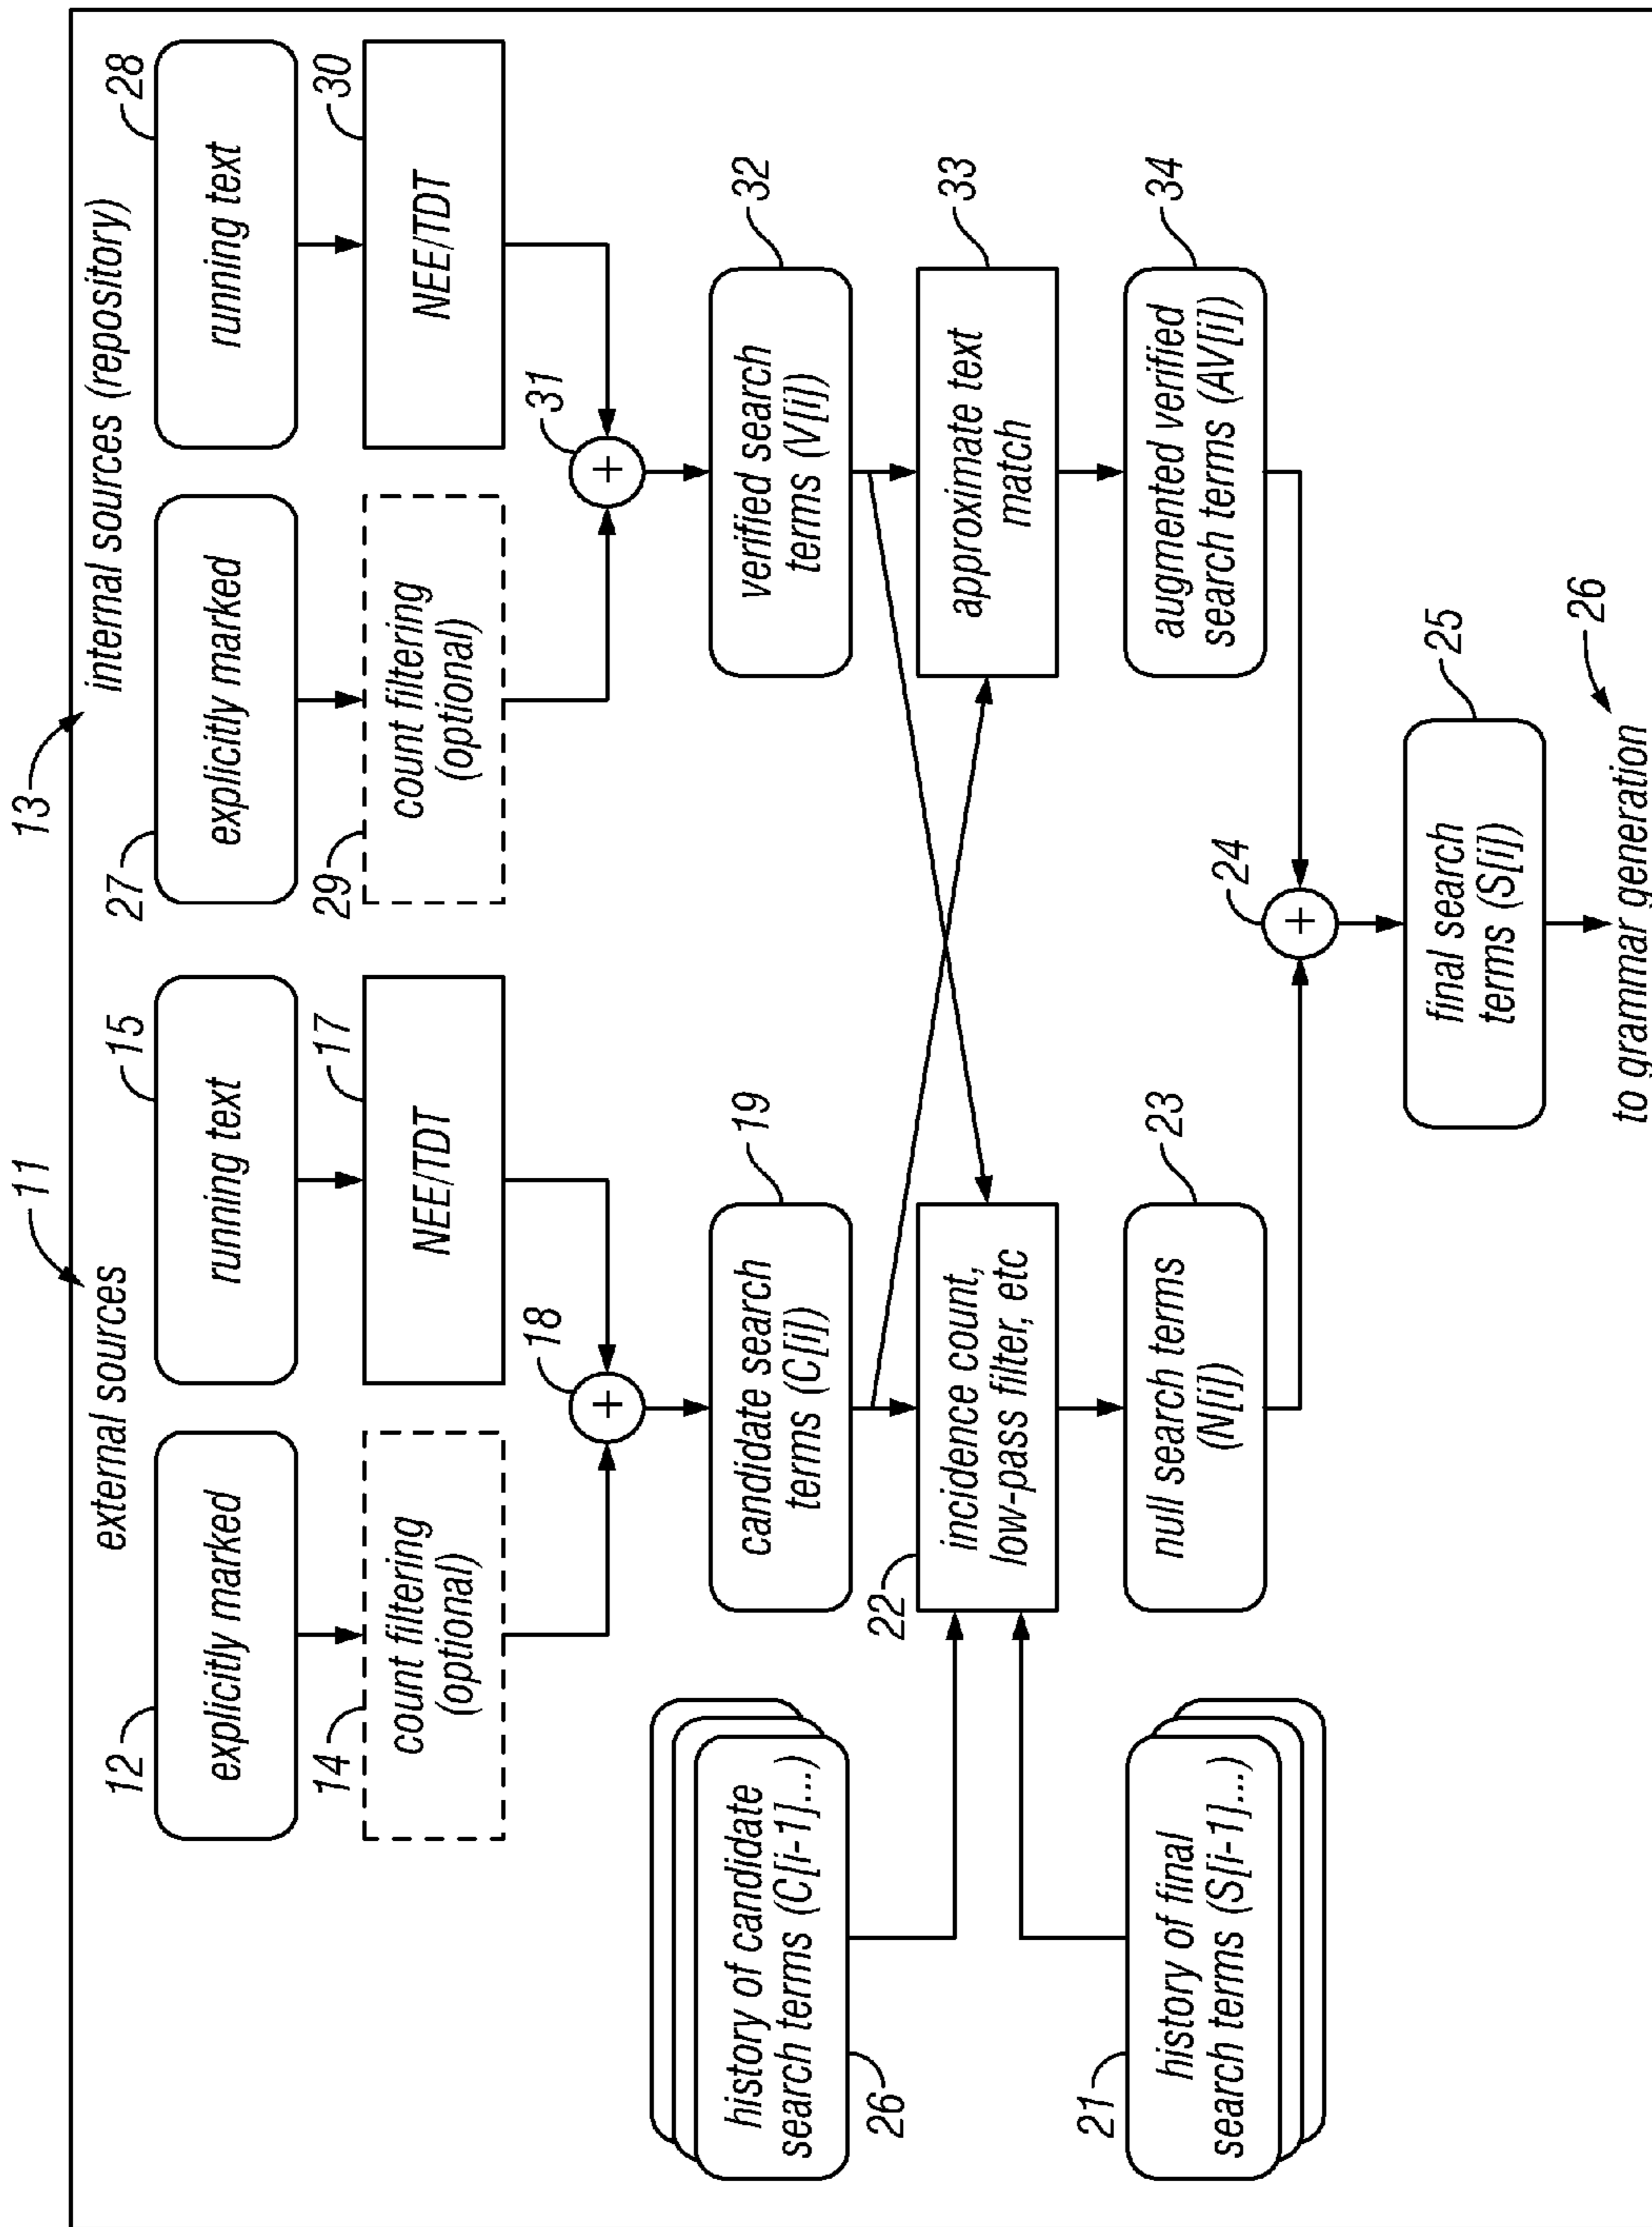 11
13
external sources
internal sources (repository)
12
explicitly marked
15
running text
27
explicitly marked
28
running text
14
count filtering
(optional)
17
NEE/TDT
29
count filtering
(optional)
30
NEE/TDT
18
+
31
+
history of candidate
search terms (C[i-1]...
26
candidate search
terms (C[i])
19
verified search
terms (V[i])
32
22
incidence count,
low-pass filter, etc
approximate text
match
33
21
history of final
search terms (S[i-1]...
null search terms
(N[i])
23
augmented verified
search terms (AV[i])
34
24
+
final search
terms (S[i])
25
to grammar generation
26